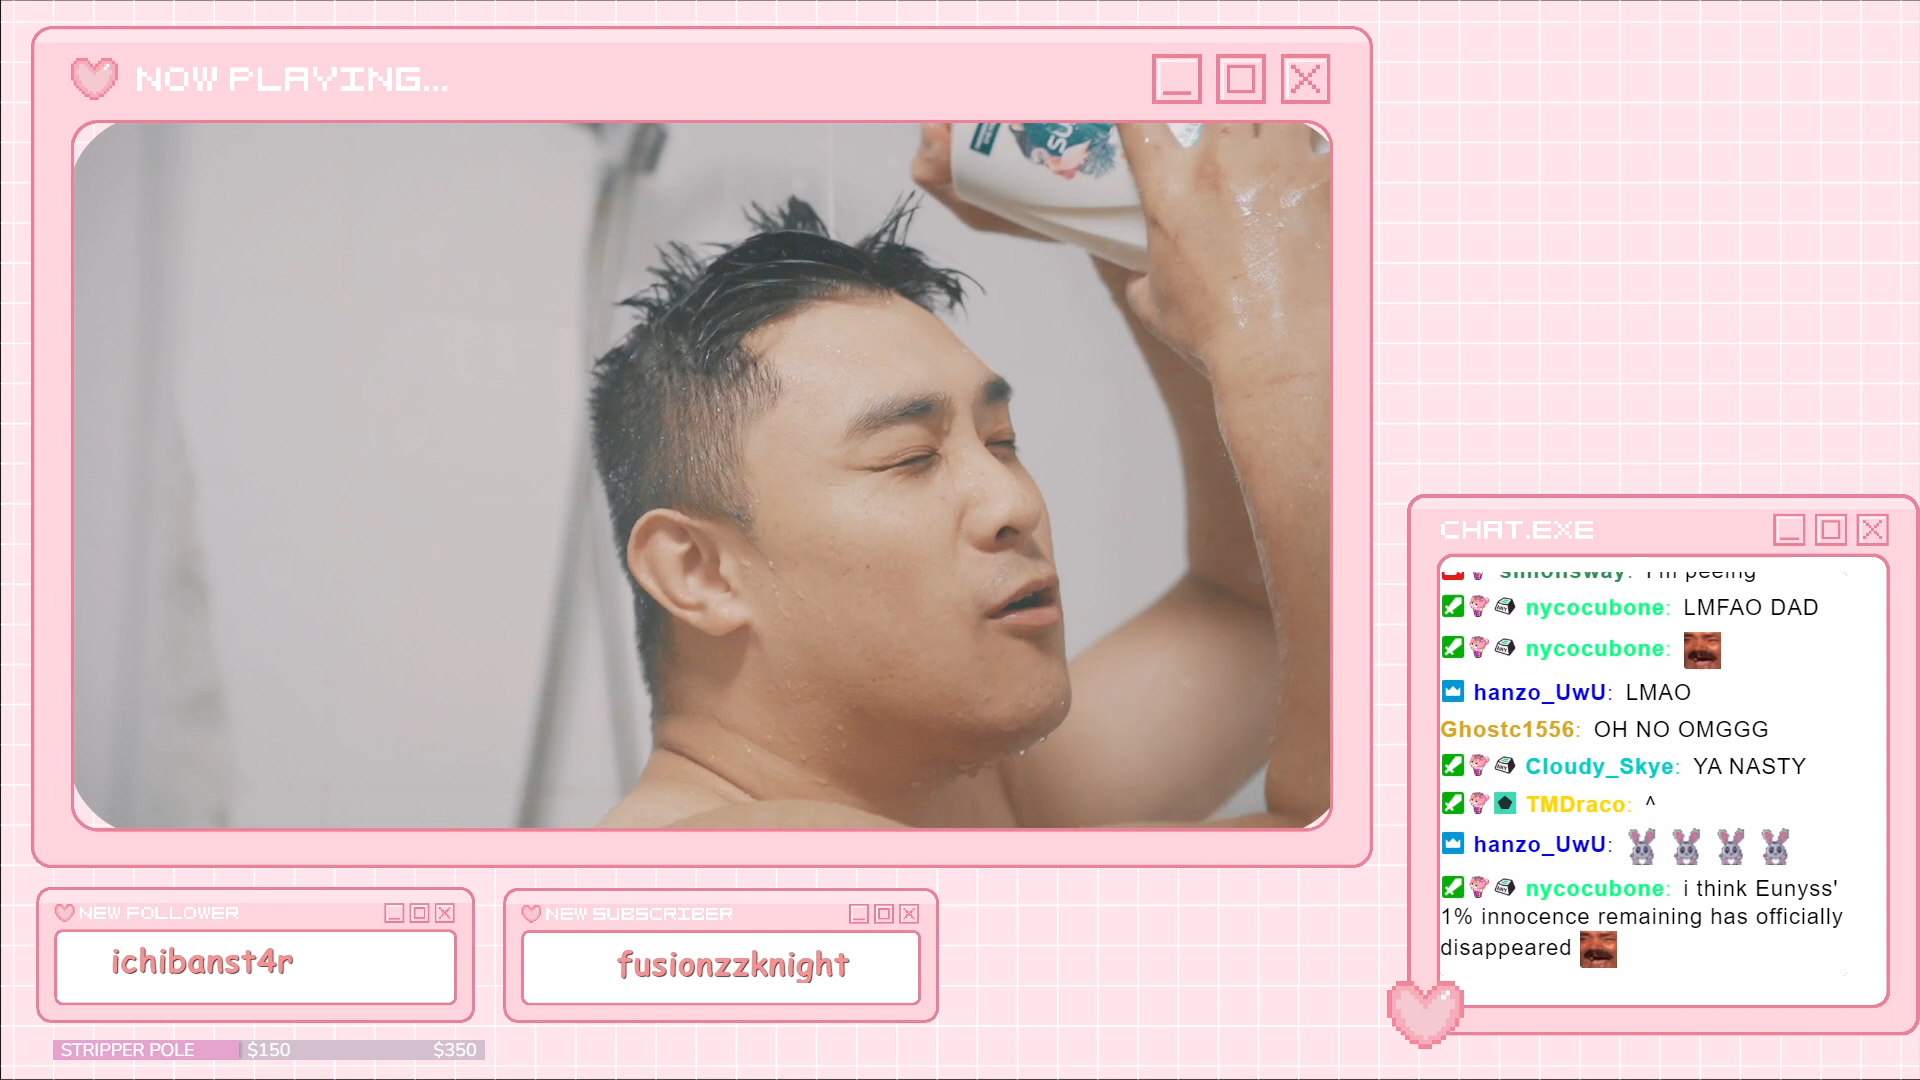 NOW PLAYING...
CHAT.EXE
simonsway: I'm peeing
nycocubone: LMFAO DAD
nycocubone:
hanzo_UwU: LMAO
Ghostc1556: OH NO OMGGG
Cloudy_Skye: YA NASTY
TMDraco: ^
hanzo_UwU:
nycocubone: i think Eunyss'
1% innocence remaining has officially
disappeared
NEW FOLLOWER
ichibanst4r
NEW SUBSCRIBER
fusionzzknight
STRIPPER POLE $150 $350